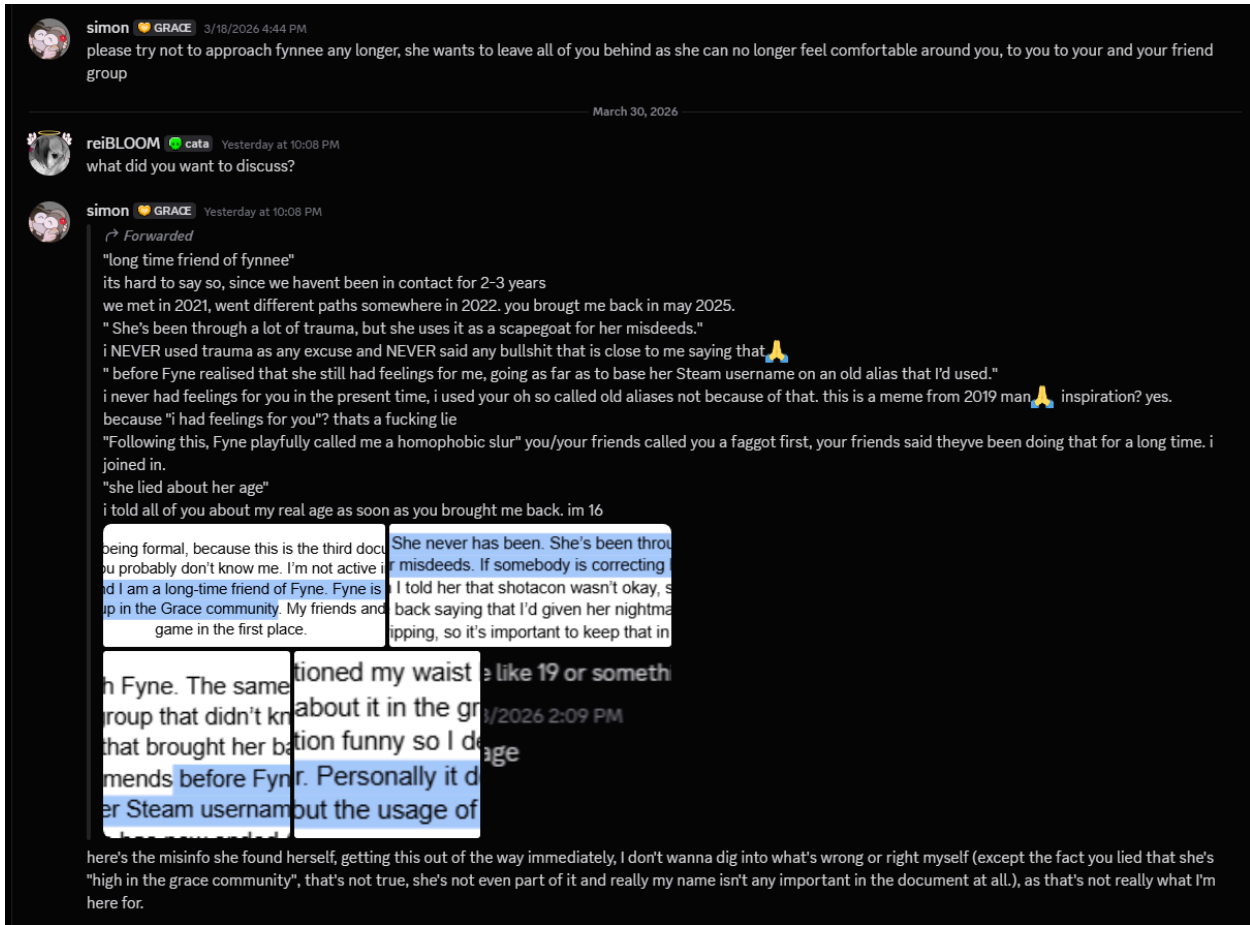 simon GRACE 3/18/2026 4:44 PM
please try not to approach fynnee any longer, she wants to leave all of you behind as she can no longer feel comfortable around you, to you to your and your friend
group
March 30, 2026
reiBLOOM cata Yesterday at 10:08 PM
what did you want to discuss?
simon GRACE Yesterday at 10:08 PM
Forwarded
"long time friend of fynnee"
its hard to say so, since we havent been in contact for 2-3 years
we met in 2021, went different paths somewhere in 2022. you brougt me back in may 2025.
" She's been through a lot of trauma, but she uses it as a scapegoat for her misdeeds."
i NEVER used trauma as any excuse and NEVER said any bullshit that is close to me saying that🙏
" before Fyne realised that she still had feelings for me, going as far as to base her Steam username on an old alias that I'd used."
i never had feelings for you in the present time, i used your oh so called old aliases not because of that. this is a meme from 2019 man🙏 inspiration? yes.
because "i had feelings for you"? thats a fucking lie
"Following this, Fyne playfully called me a homophobic slur" you/your friends called you a faggot first, your friends said theyve been doing that for a long time. i
joined in.
"she lied about her age"
i told all of you about my real age as soon as you brought me back. im 16
being formal, because this is the third docu
ou probably don't know me. I'm not active i
nd I am a long-time friend of Fyne. Fyne is
up in the Grace community. My friends and
game in the first place.
She never has been. She's been throu
r misdeeds. If somebody is correcting
I told her that shotacon wasn't okay, s
back saying that I'd given her nightma
ipping, so it's important to keep that in
h Fyne. The same
group that didn't kn
that brought her ba
mends before Fyn
er Steam usernam
tioned my waist
about it in the gr
tion funny so I de
r. Personally it d
out the usage of
e like 19 or somethi
/2026 2:09 PM
age
here's the misinfo she found herself, getting this out of the way immediately, I don't wanna dig into what's wrong or right myself (except the fact you lied that she's
"high in the grace community", that's not true, she's not even part of it and really my name isn't any important in the document at all.), as that's not really what I'm
here for.